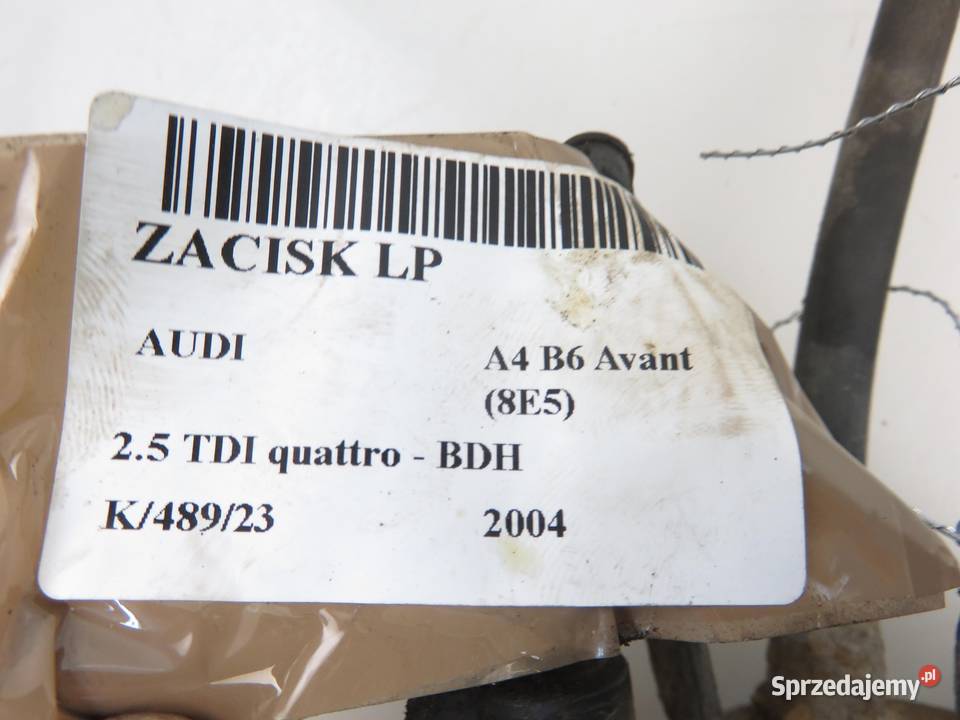 ZACISK LP
AUDI
A4 B6 Avant
(8E5)
2.5 TDI quattro - BDH
K/489/23
2004
Sprzedajemy.pl